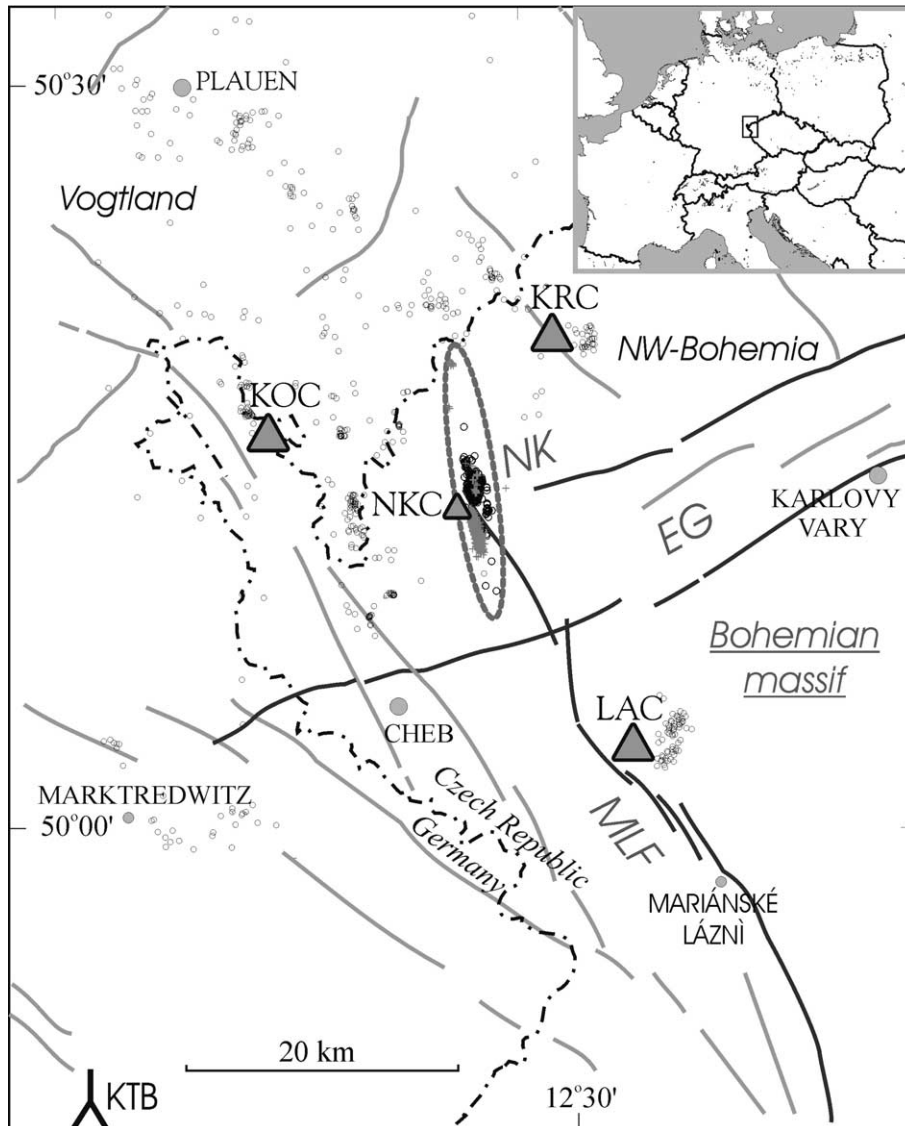 50°30'
PLAUEN
Vogtland
KRC
NW-Bohemia
KOC
NK
NKC
KARLOVY
VARY
EG
Bohemian
massif
LAC
CHEB
MARKTREDWITZ
50°00'
Czech Republic
Germany
MLF
MARIÁNSKÉ
LÁZNÌ
20 km
12°30'
KTB